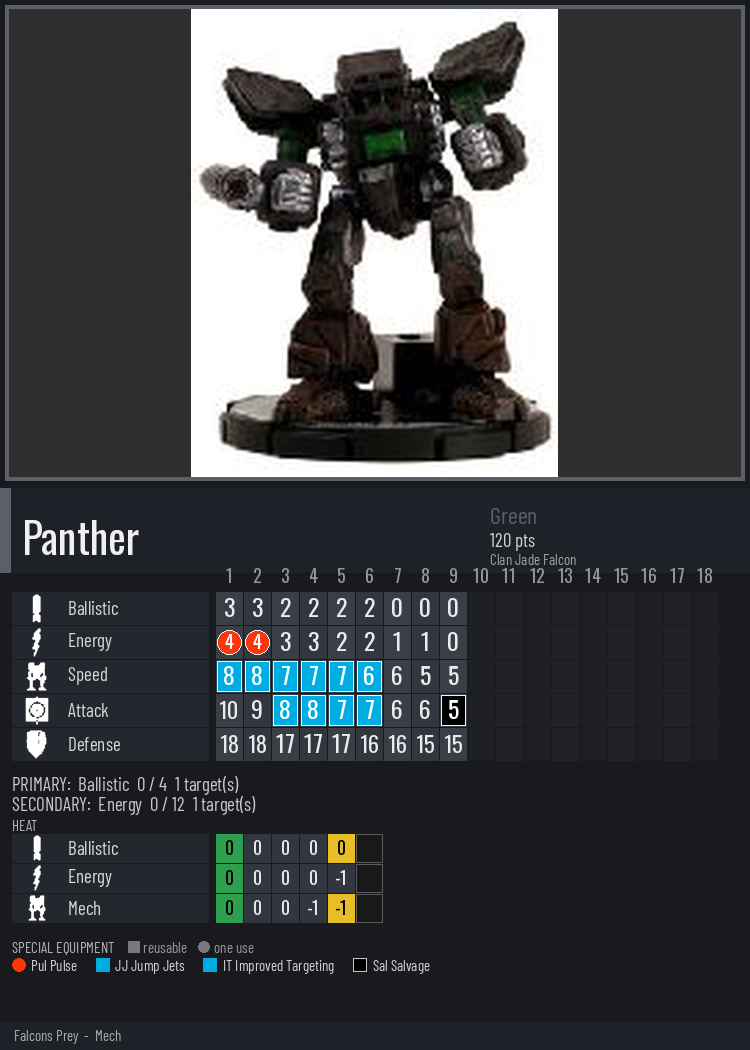 Panther
Green
120 pts
Clan Jade Falcon
1 2 3 4 5 6 7 8 9 10 11 12 13 14 15 16 17 18
Ballistic 3 3 2 2 2 2 0 0 0
Energy 4 4 3 3 2 2 1 1 0
Speed 8 8 7 7 7 6 6 5 5
Attack 10 9 8 8 7 7 6 6 5
Defense 18 18 17 17 17 16 16 15 15
PRIMARY: Ballistic 0 / 4 1 target(s)
SECONDARY: Energy 0 / 12 1 target(s)
HEAT
Ballistic 0 0 0 0 0
Energy 0 0 0 0 -1
Mech 0 0 0 -1 -1
SPECIAL EQUIPMENT reusable one use
Pul Pulse JJ Jump Jets IT Improved Targeting Sal Salvage
Falcons Prey - Mech